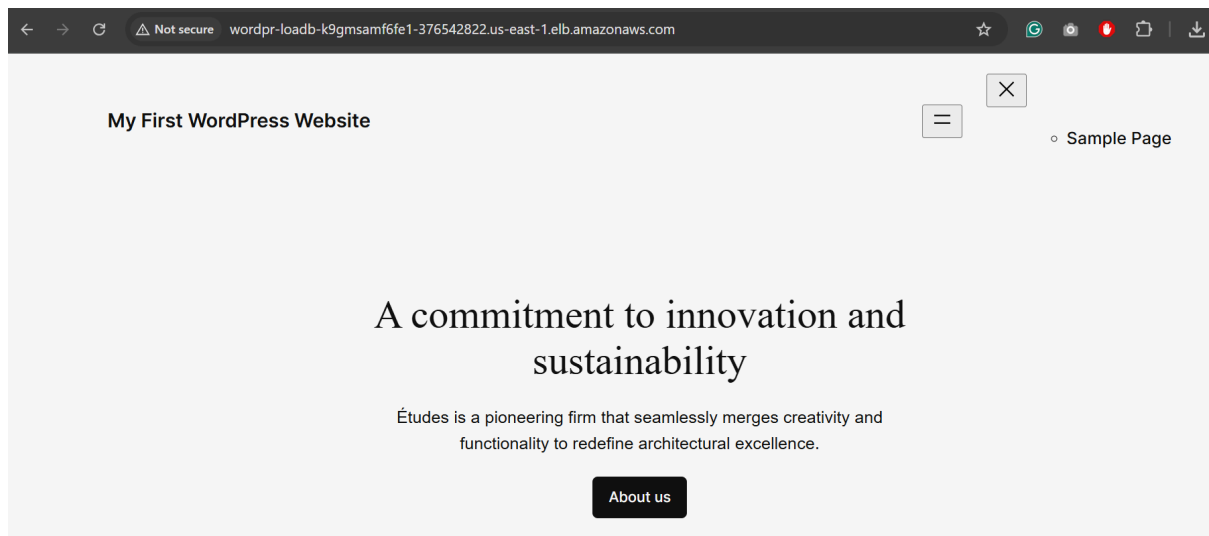 Not secure wordpr-loadb-k9gmsamf6fe1-376542822.us-east-1.elb.amazonaws.com
My First WordPress Website
Sample Page
A commitment to innovation and
sustainability
Études is a pioneering firm that seamlessly merges creativity and
functionality to redefine architectural excellence.
About us